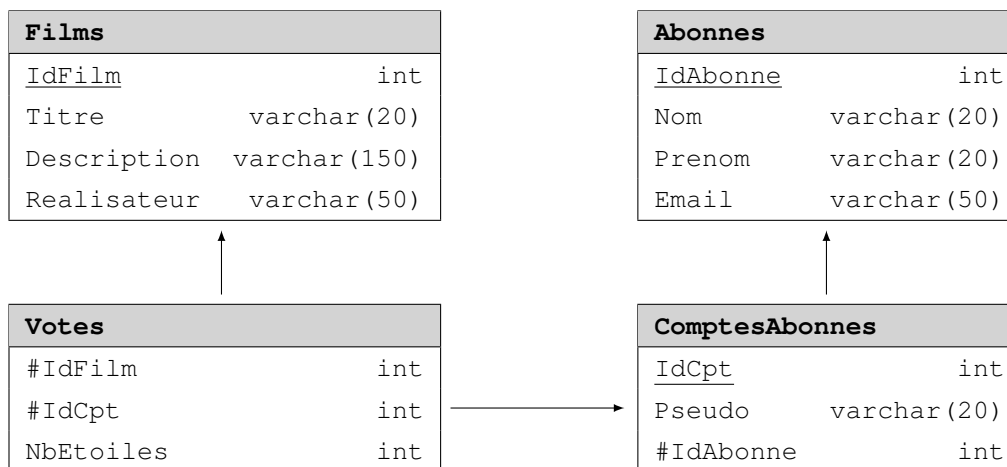 Films
IdFilm int
Titre varchar(20)
Description varchar(150)
Realisateur varchar(50)
Abonnes
IdAbonne int
Nom varchar(20)
Prenom varchar(20)
Email varchar(50)
Votes
#IdFilm int
#IdCpt int
NbEtoiles int
ComptesAbonnes
IdCpt int
Pseudo varchar(20)
#IdAbonne int